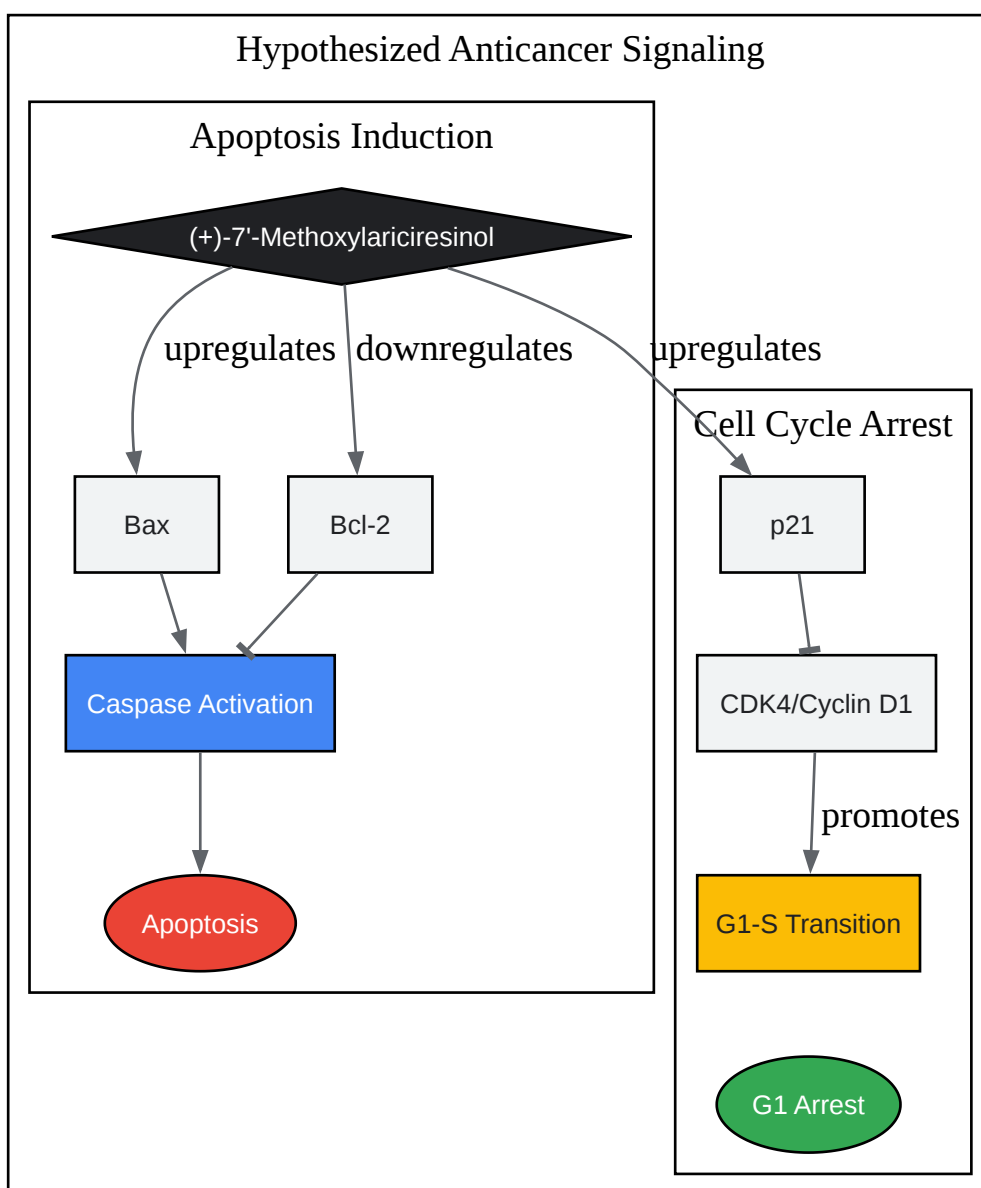 Hypothesized Anticancer Signaling
Apoptosis Induction
(+)-7'-Methoxylariciresinol
upregulates
downregulates
upregulates
Cell Cycle Arrest
Bax
Bcl-2
p21
Caspase Activation
CDK4/Cyclin D1
promotes
Apoptosis
G1-S Transition
G1 Arrest